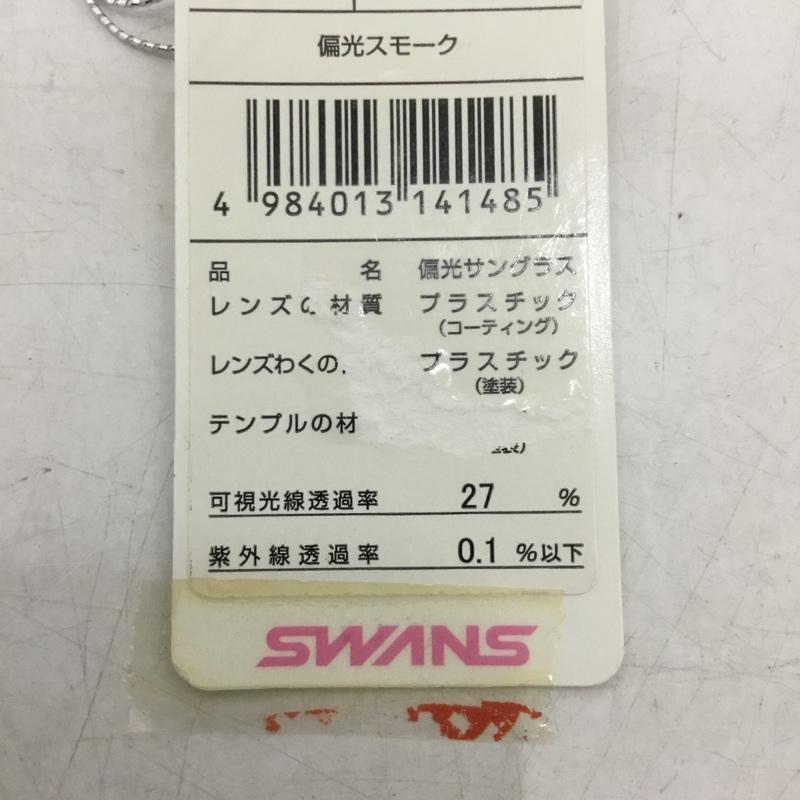 偏光スモーク
4 984013 141485
品名 偏光サングラス
レンズの材質 プラスチック
(コーティング)
レンズわくの プラスチック
(塗装)
テンプルの材
可視光線透過率 27 %
紫外線透過率 0.1 %以下
SWANS